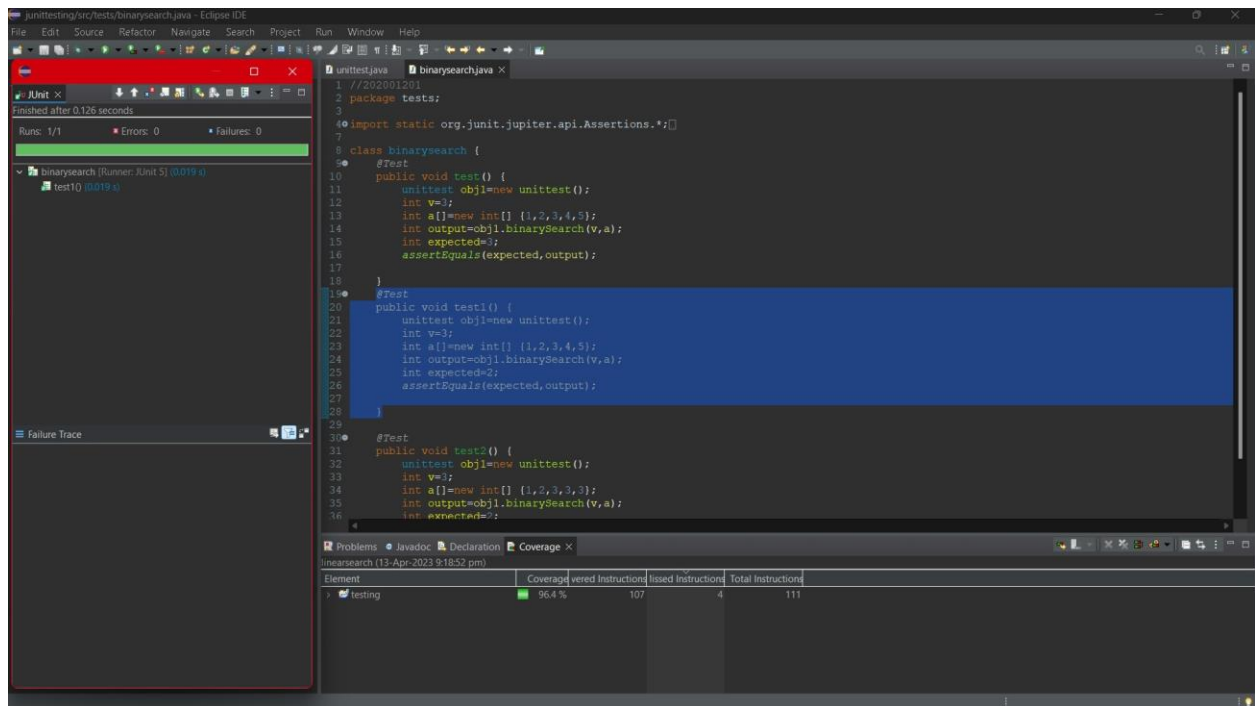 junittesting/src/tests/binarysearch.java - Eclipse IDE
File Edit Source Refactor Navigate Search Project Run Window Help
JUnit
Finished after 0.126 seconds
Runs: 1/1 Errors: 0 Failures: 0
binarysearch [Runner: JUnit 5] (0.019 s)
test1() (0.019 s)
Failure Trace
unittest.java binarysearch.java
1 //202001201
2 package tests;
3
4 import static org.junit.jupiter.api.Assertions.*;
7
8 class binarysearch {
9 @Test
10 public void test() {
11 unittest obj1=new unittest();
12 int v=3;
13 int a[]=new int[] {1,2,3,4,5};
14 int output=obj1.binarySearch(v,a);
15 int expected=3;
16 assertEquals(expected,output);
17
18 }
19 @Test
20 public void test1() {
21 unittest obj1=new unittest();
22 int v=3;
23 int a[]=new int[] {1,2,3,4,5};
24 int output=obj1.binarySearch(v,a);
25 int expected=2;
26 assertEquals(expected,output);
27
28 }
29
30 @Test
31 public void test2() {
32 unittest obj1=new unittest();
33 int v=3;
34 int a[]=new int[] {1,2,3,3,3};
35 int output=obj1.binarySearch(v,a);
36 int expected=2;
Problems Javadoc Declaration Coverage
linearsearch (13-Apr-2023 9:18:52 pm)
Element Coverage vered Instructions lissed Instructions Total Instructions
testing 96.4 % 107 4 111